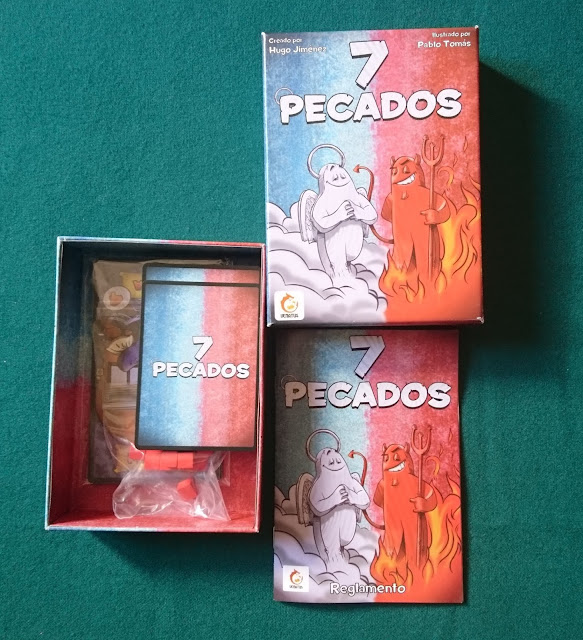 Creado por
Hugo Jiménez
Ilustrado por
Pablo Tomás
7
PECADOS
7
PECADOS
7
PECADOS
Reglamento